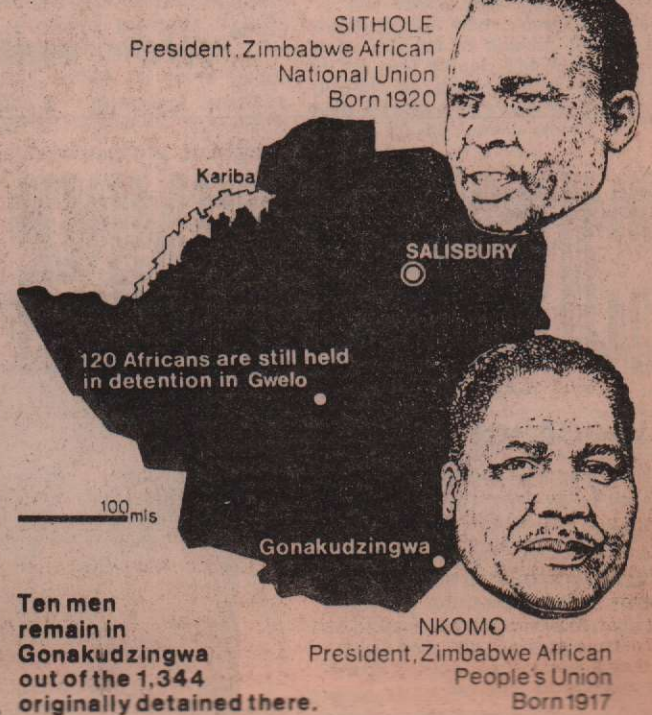 SITHOLE
President, Zimbabwe African
National Union
Born 1920
Kariba
SALISBURY
120 Africans are still held
in detention in Gwelo
100 mls
Gonakudzingwa
Ten men
remain in
Gonakudzingwa
out of the 1,344
originally detained there.
NKOMO
President, Zimbabwe African
People's Union
Born 1917